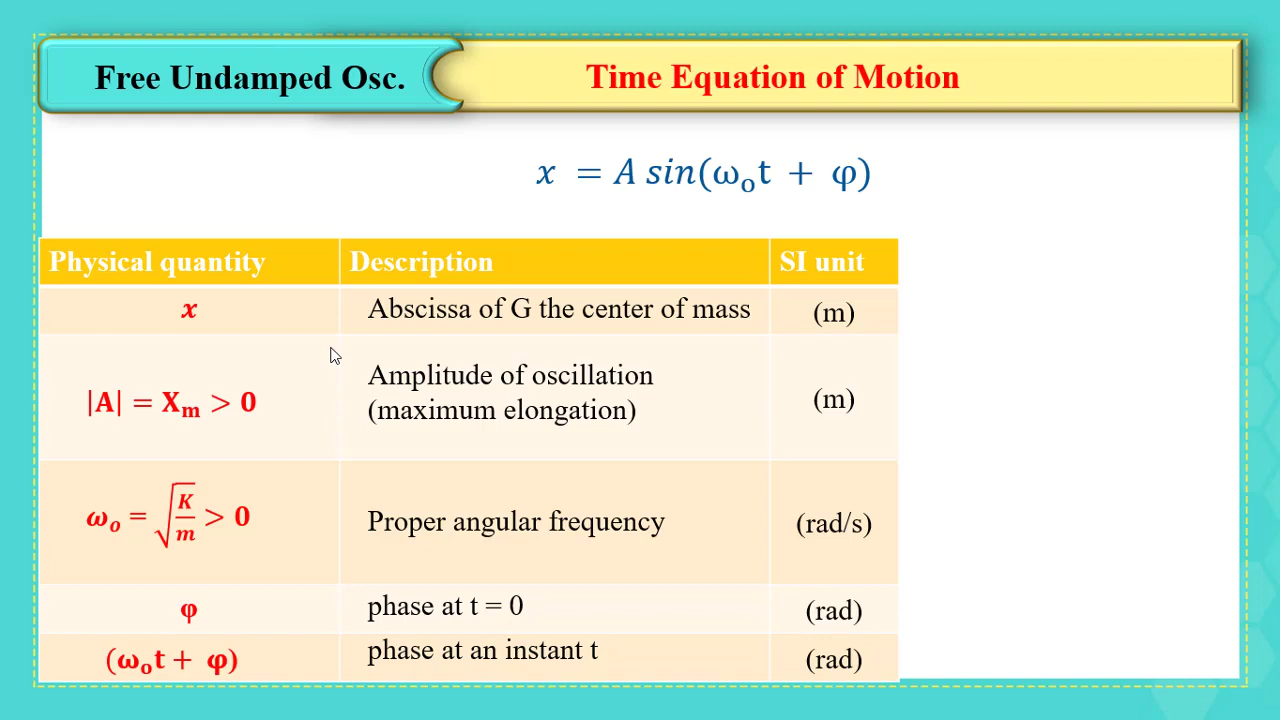 Free Undamped Osc.
Time Equation of Motion
x = A sin(ω₀t + φ)
Physical quantity Description SI unit
x Abscissa of G the center of mass (m)
|A| = Xₘ > 0 Amplitude of oscillation (maximum elongation) (m)
ωₒ = √(K/m) > 0 Proper angular frequency (rad/s)
φ phase at t = 0 (rad)
(ω₀t + φ) phase at an instant t (rad)